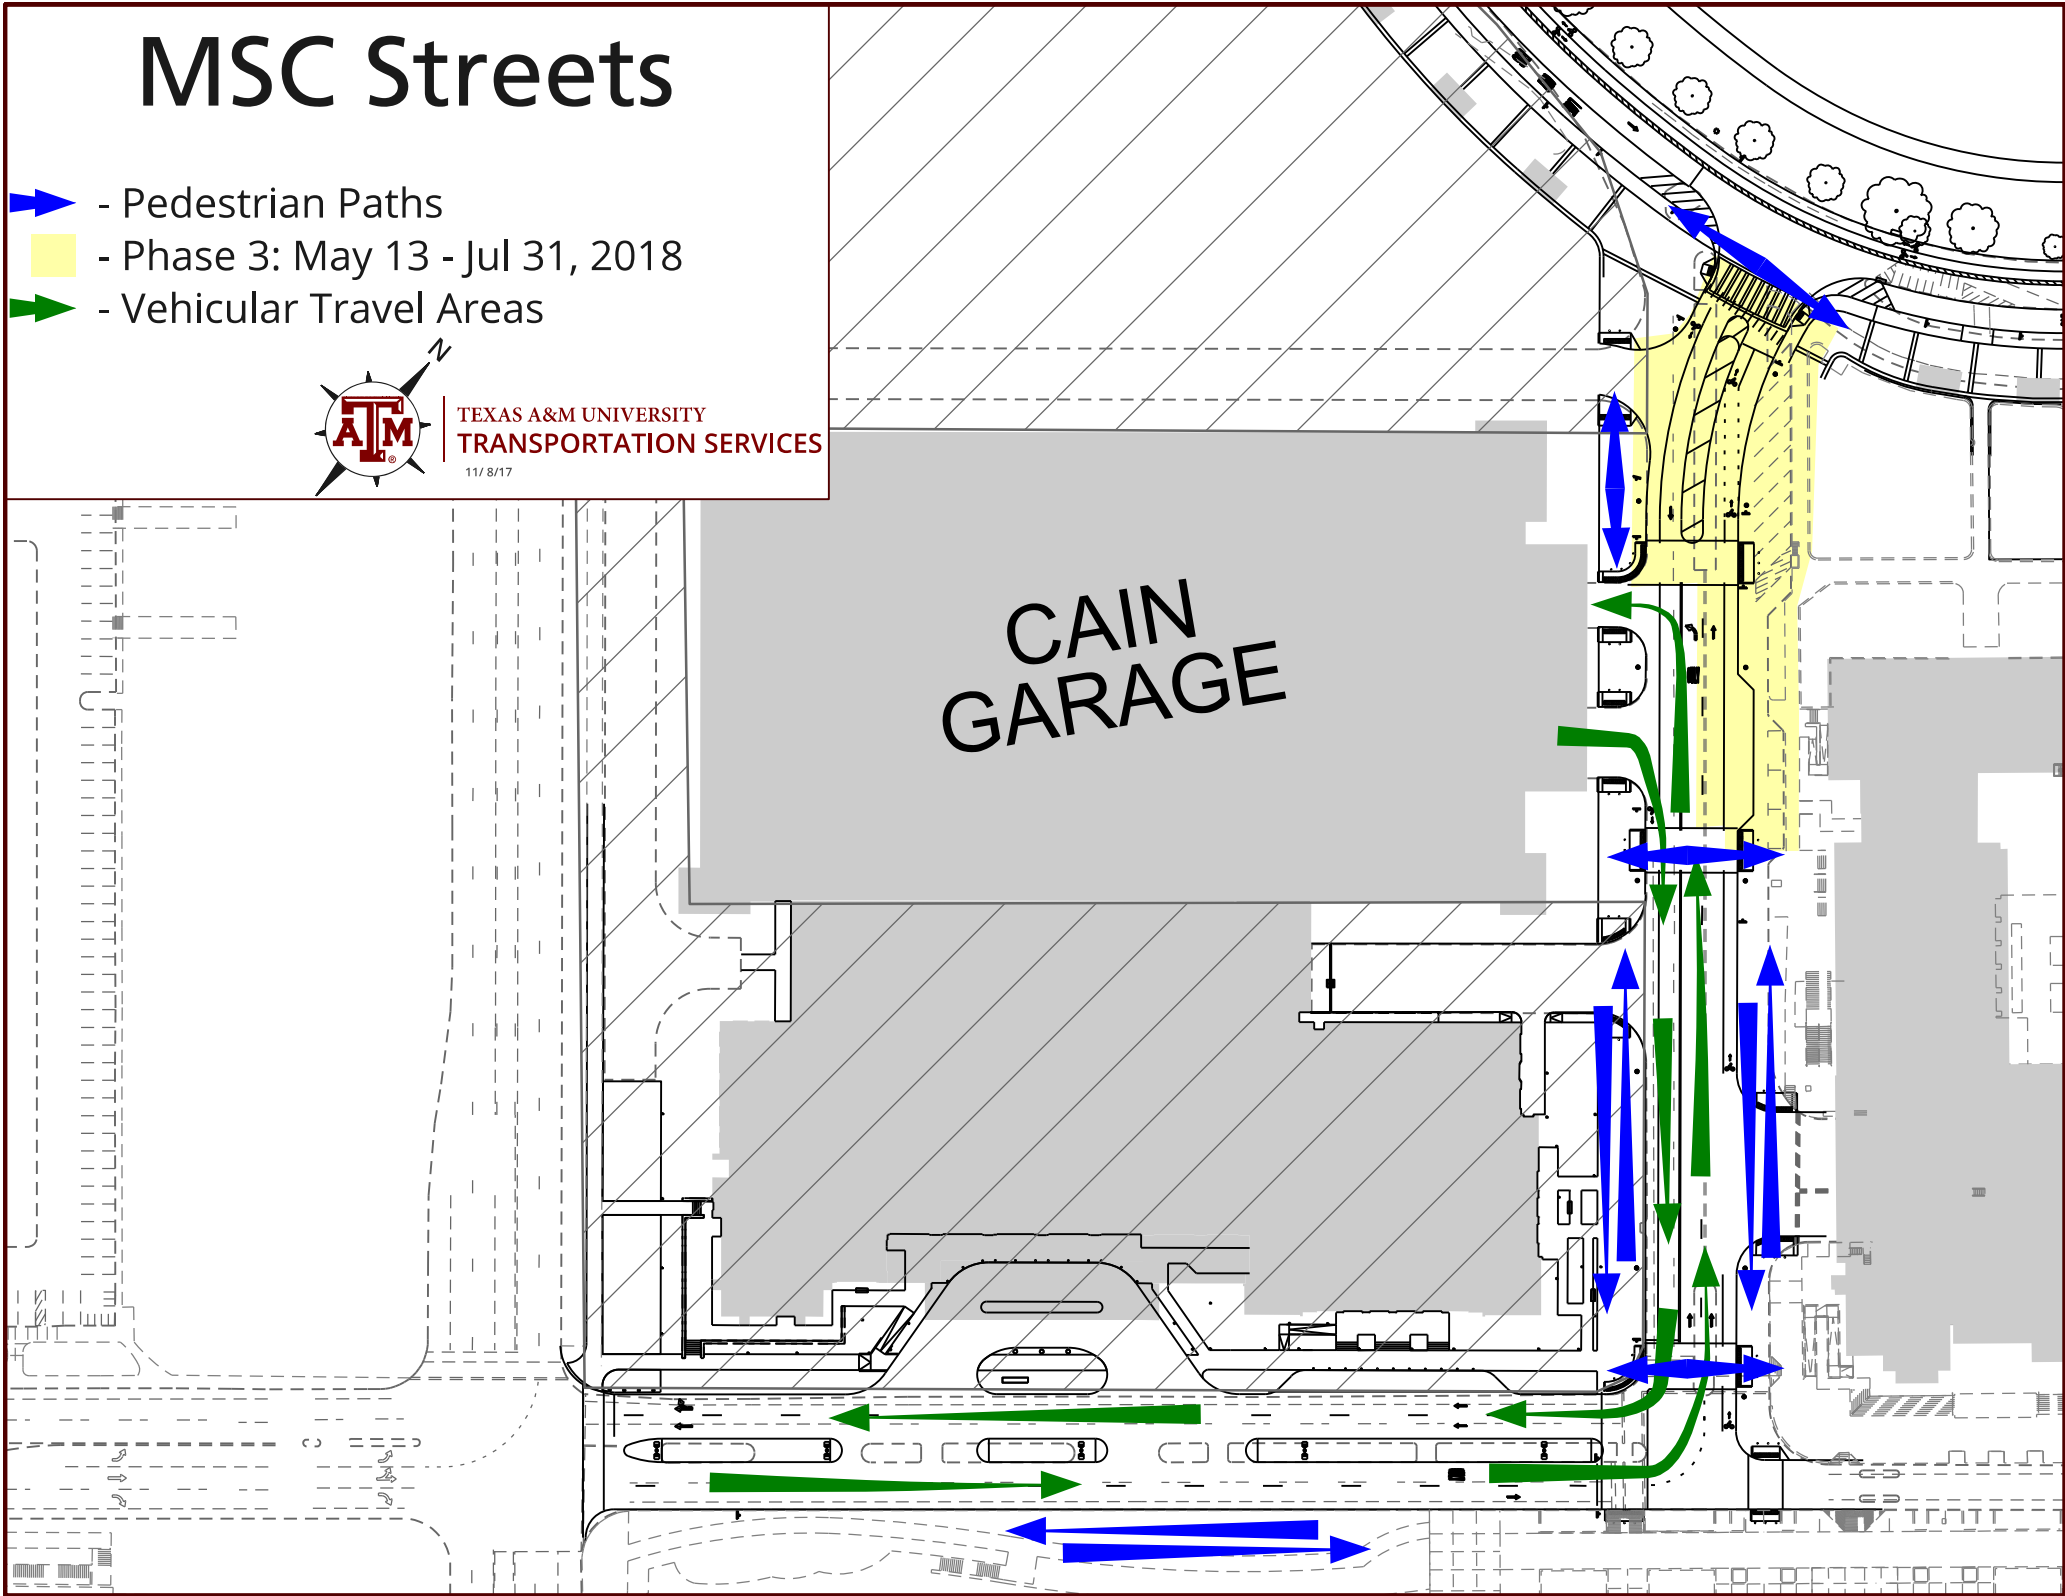 MSC Streets
- Pedestrian Paths
- Phase 3: May 13 - Jul 31, 2018
- Vehicular Travel Areas
N
ATM®
TEXAS A&M UNIVERSITY
TRANSPORTATION SERVICES
11/ 8/17
CAIN
GARAGE